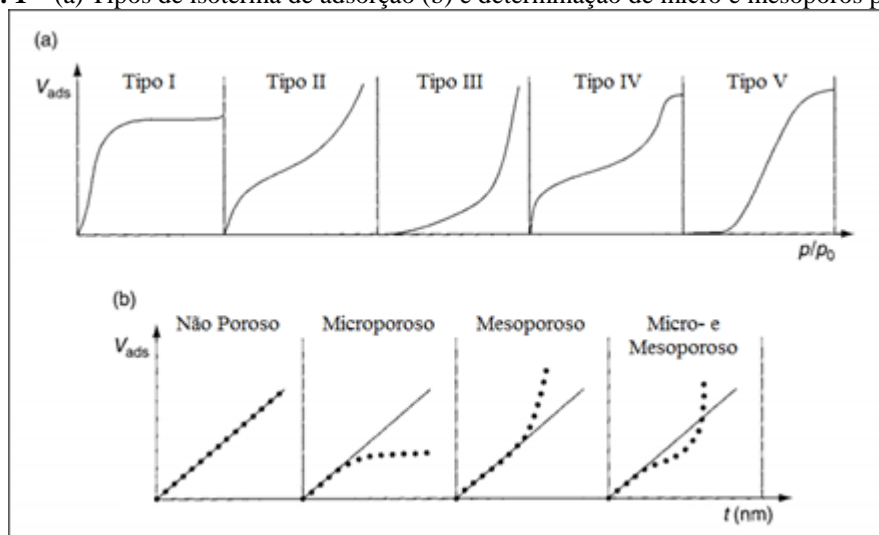 (a) Tipos de isoterma de adsorção (b) e determinação de micro e mesoporos p
(a)
Vads
Tipo I
Tipo II
Tipo III
Tipo IV
Tipo V
p/p0
(b)
Vads
Não Poroso
Microporoso
Mesoporoso
Micro- e
Mesoporoso
t (nm)